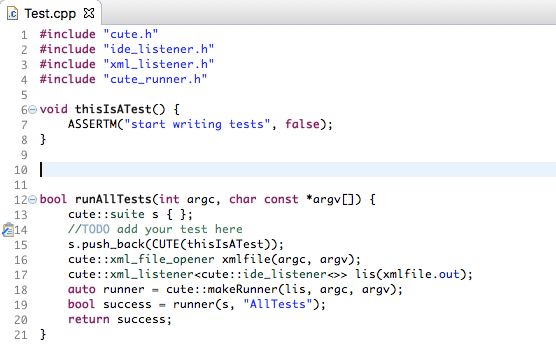 Test.cpp
1 #include "cute.h"
2 #include "ide_listener.h"
3 #include "xml_listener.h"
4 #include "cute_runner.h"
5
6 void thisIsATest() {
7     ASSERTM("start writing tests", false);
8 }
9
10
11
12 bool runAllTests(int argc, char const *argv[]) {
13     cute::suite s { };
14     //TODO add your test here
15     s.push_back(CUTE(thisIsATest));
16     cute::xml_file_opener xmlfile(argc, argv);
17     cute::xml_listener<cute::ide_listener<>> lis(xmlfile.out);
18     auto runner = cute::makeRunner(lis, argc, argv);
19     bool success = runner(s, "AllTests");
20     return success;
21 }